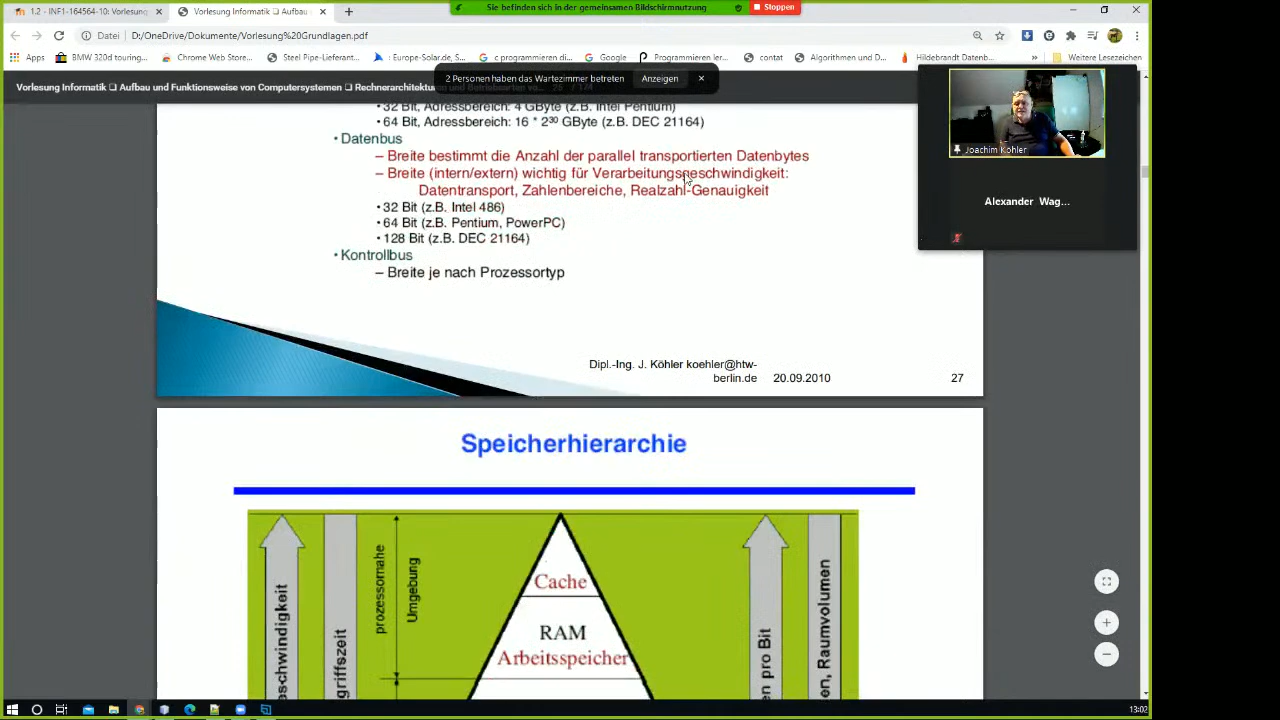 1.2 - INF1-164564-10: Vorlesung
Vorlesung Informatik ❑ Aufbau
Sie befinden sich in der gemeinsamen Bildschirmnutzung
Stoppen
Datei
D:/OneDrive/Dokumente/Vorlesung%20Grundlagen.pdf
Apps
BMW 320d touring...
Chrome Web Store...
Steel Pipe-Lieferant...
Europe-Solar.de, S...
c programmieren di...
Google
Programmieren ler...
contat
Algorithmen und D...
Hildebrandt Datenb...
»
Weitere Lesezeichen
2 Personen haben das Wartezimmer betreten
Anzeigen
Vorlesung Informatik ❑ Aufbau und Funktionsweise von Computersystemen ❑ Rechnerarchitektur
Joachim Köhler
Alexander Wag...
• 32 Bit, Adressbereich: 4 GByte (z.B. Intel Pentium)
• 64 Bit, Adressbereich: 16 * 2³⁰ GByte (z.B. DEC 21164)
• Datenbus
– Breite bestimmt die Anzahl der parallel transportierten Datenbytes
– Breite (intern/extern) wichtig für Verarbeitungsgeschwindigkeit:
Datentransport, Zahlenbereiche, Realzahl-Genauigkeit
• 32 Bit (z.B. Intel 486)
• 64 Bit (z.B. Pentium, PowerPC)
• 128 Bit (z.B. DEC 21164)
• Kontrollbus
– Breite je nach Prozessortyp
Dipl.-Ing. J. Köhler koehler@htw-
berlin.de
20.09.2010
27
Speicherhierarchie
eschwindigkeit
griffszeit
prozessornahe
Umgebung
Cache
RAM
Arbeitsspeicher
en pro Bit
en, Raumvolumen
13:02